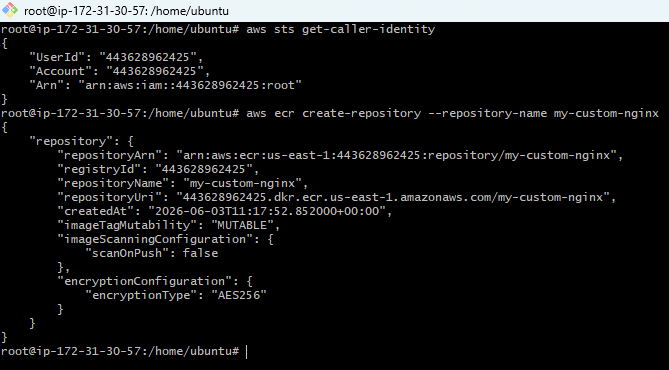 root@ip-172-31-30-57: /home/ubuntu
root@ip-172-31-30-57:/home/ubuntu# aws sts get-caller-identity
{
    "UserId": "443628962425",
    "Account": "443628962425",
    "Arn": "arn:aws:iam::443628962425:root"
}
root@ip-172-31-30-57:/home/ubuntu# aws ecr create-repository --repository-name my-custom-nginx
{
    "repository": {
        "repositoryArn": "arn:aws:ecr:us-east-1:443628962425:repository/my-custom-nginx",
        "registryId": "443628962425",
        "repositoryName": "my-custom-nginx",
        "repositoryUri": "443628962425.dkr.ecr.us-east-1.amazonaws.com/my-custom-nginx",
        "createdAt": "2026-06-03T11:17:52.852000+00:00",
        "imageTagMutability": "MUTABLE",
        "imageScanningConfiguration": {
            "scanOnPush": false
        },
        "encryptionConfiguration": {
            "encryptionType": "AES256"
        }
    }
}
root@ip-172-31-30-57:/home/ubuntu#